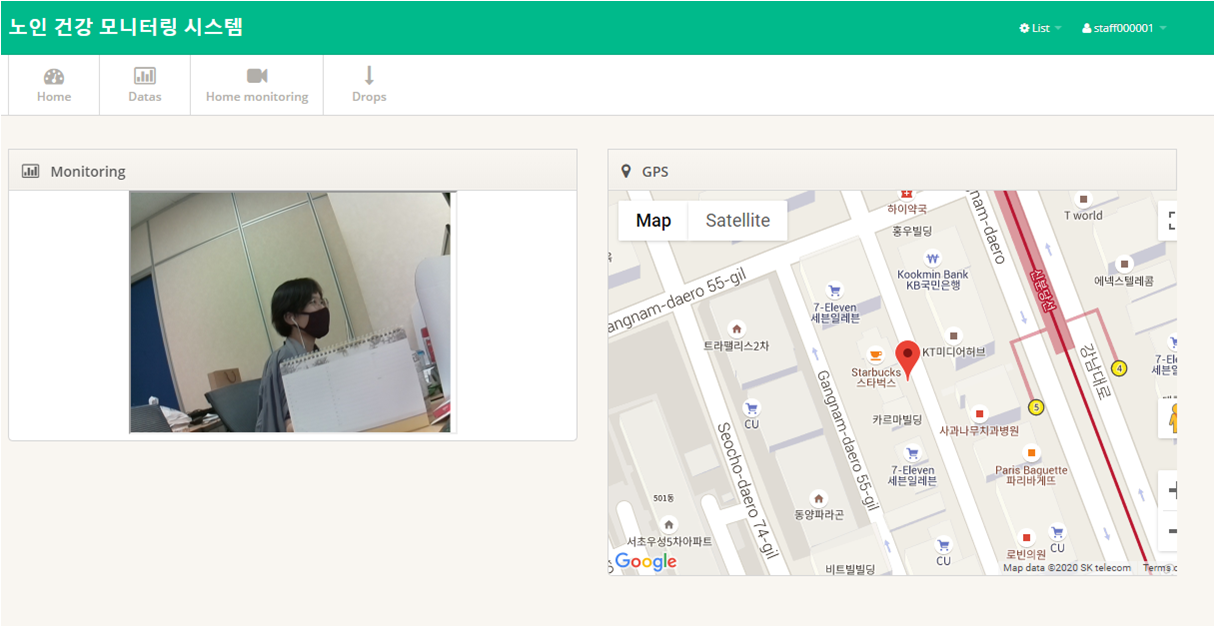 노인 건강 모니터링 시스템
List
staff000001
Home
Datas
Home monitoring
Drops
Monitoring
GPS
Map
Satellite
하이약국
홍우빌딩
T world
Kookmin Bank
KB국민은행
에넥스텔레콤
Gangnam-daero 55-gil
nam-daero
신분당선
7-Eleven
세븐일레븐
트라팰리스2차
KT미디어허브
Starbucks
스타벅스
강남대로
7-El
세븐일
4
5
CU
카르마빌딩
사과나무치과병원
Gangnam-daero 55-gil
Seocho-daero 74-gil
7-Eleven
세븐일레븐
Paris Baguette
파리바게뜨
501동
동양파라곤
서초우성5차아파트
로빈의원
CU
CU
비트빌빌딩
Google
Map data ©2020 SK telecom
Terms o